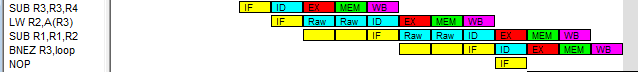 SUB R3,R3,R4 IF ID EX MEM WB
LW R2,A(R3) IF Raw Raw ID EX MEM WB
SUB R1,R1,R2 IF Raw Raw ID EX MEM WB
BNEZ R3,loop IF ID EX MEM WB
NOP IF